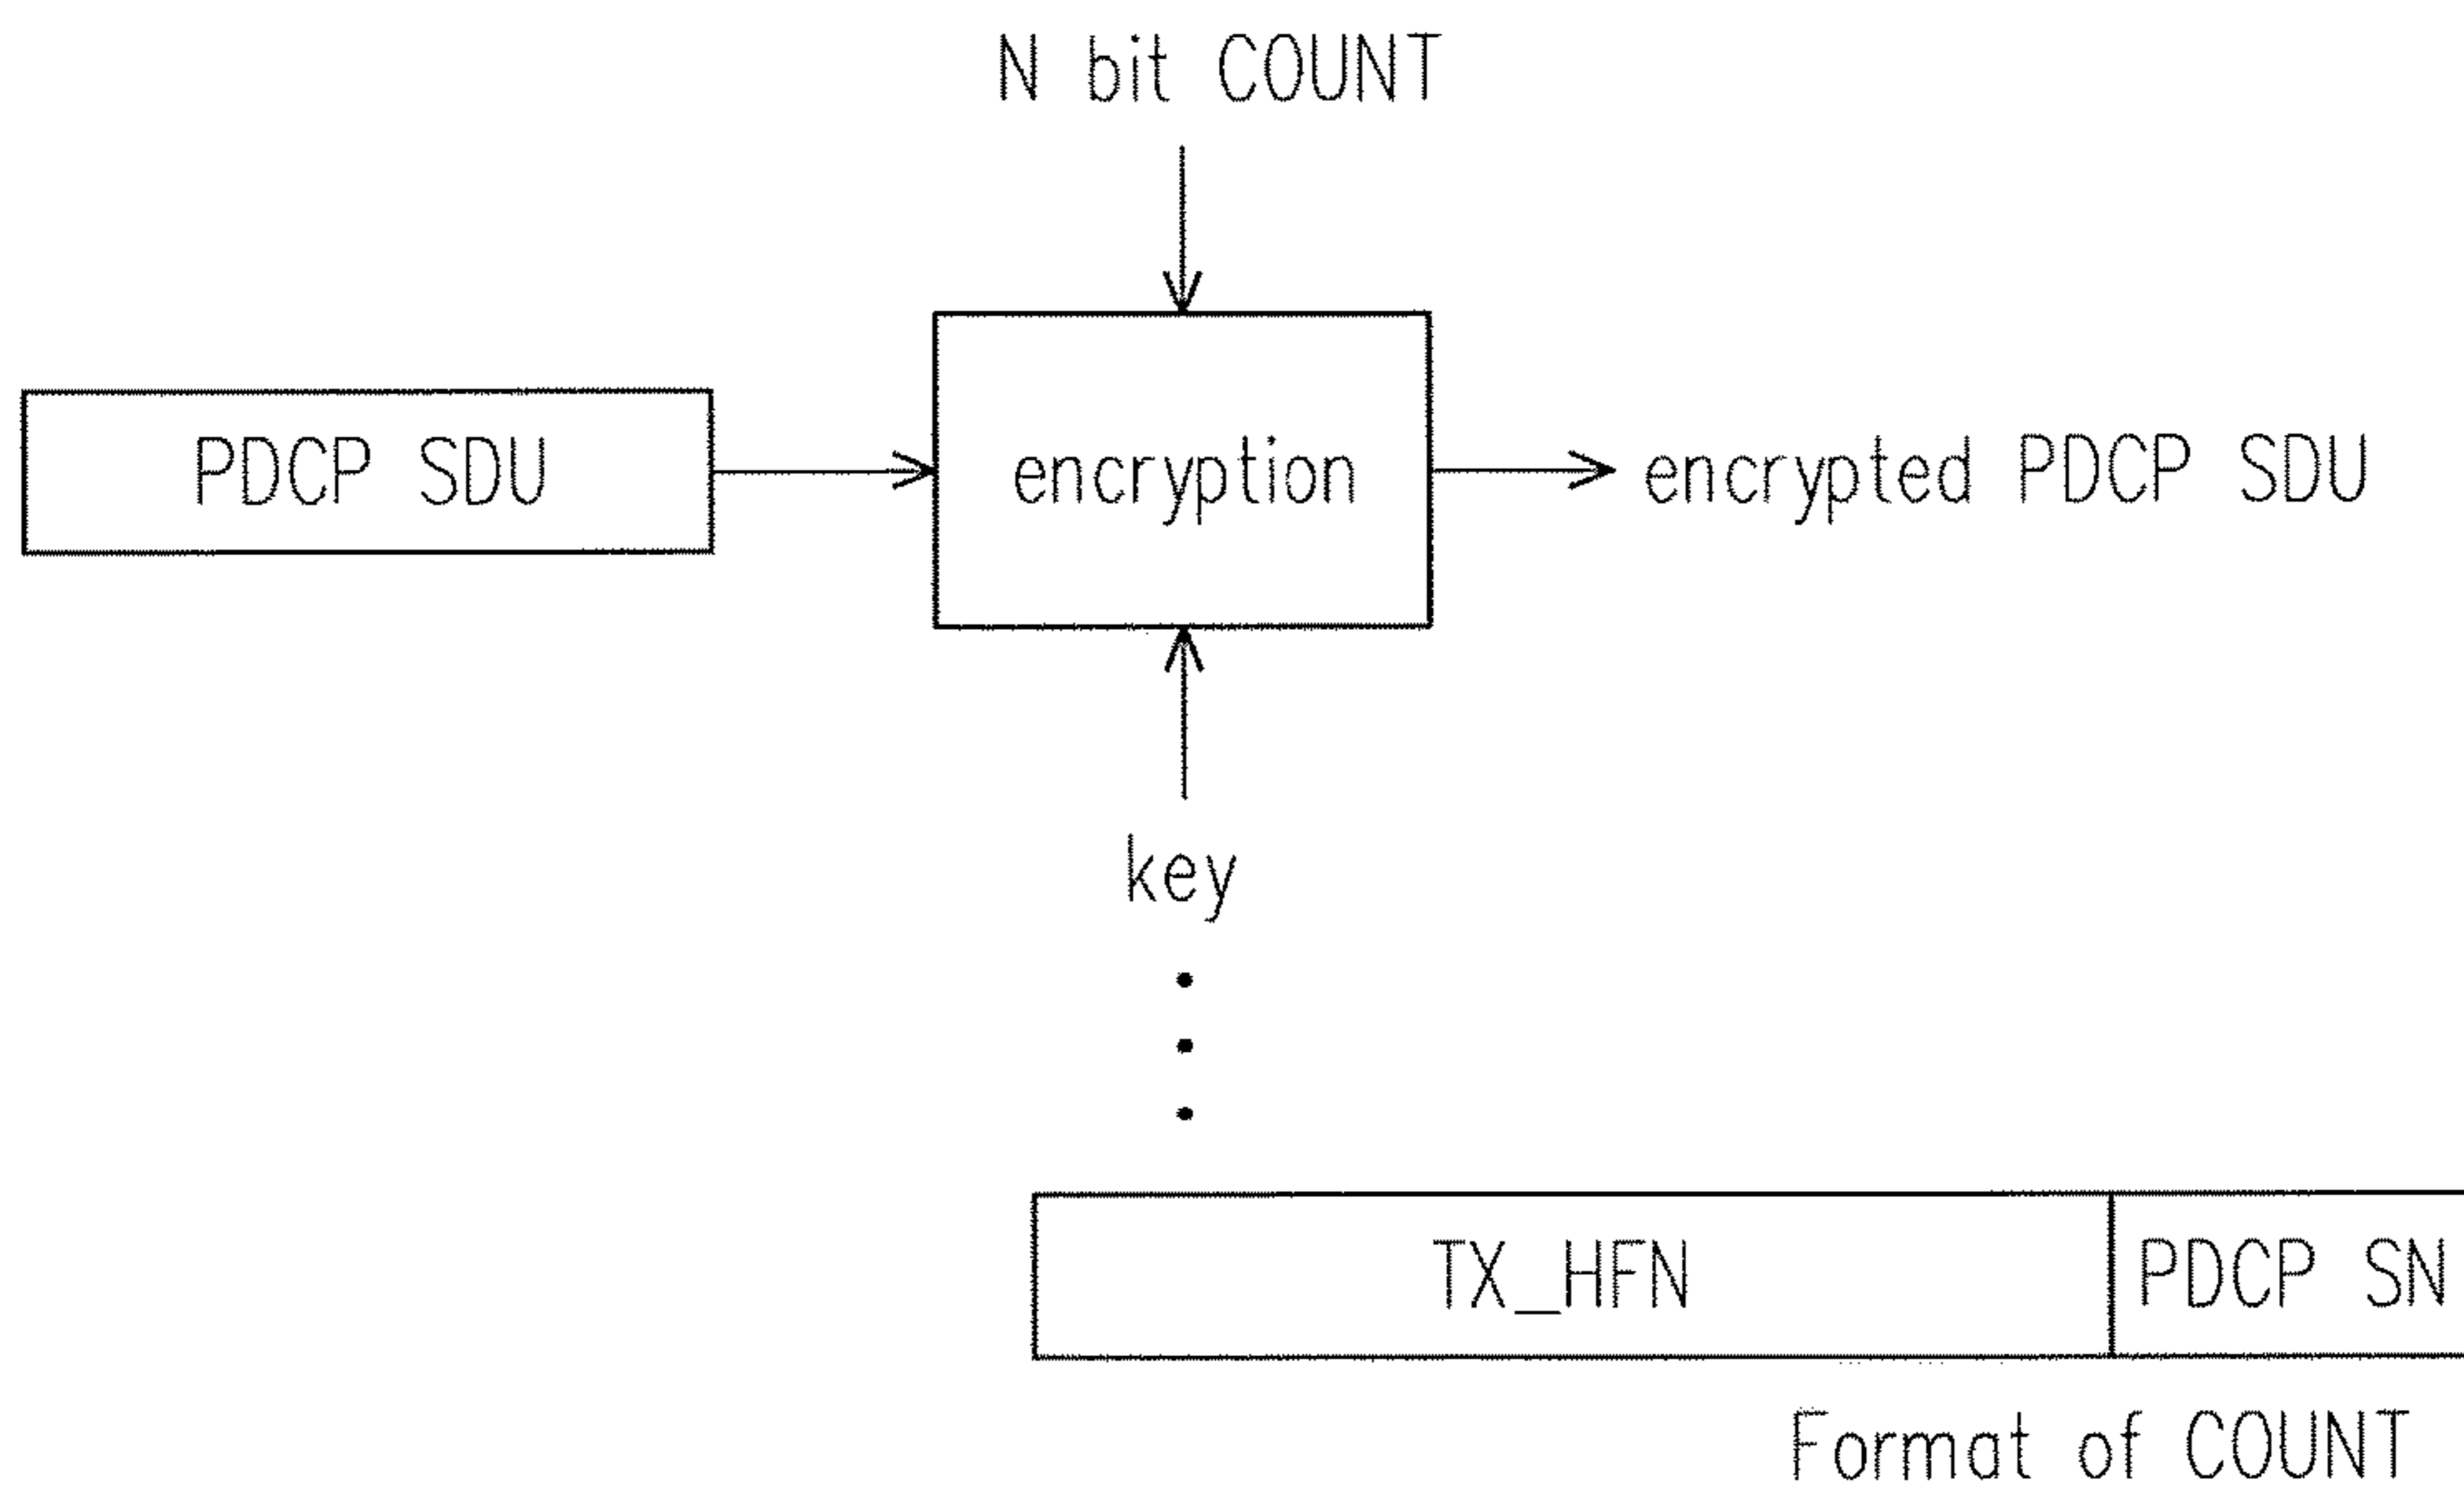 N bit COUNT
PDCP SDU
encryption
encrypted PDCP SDU
key
TX_HFN
PDCP SN
Format of COUNT